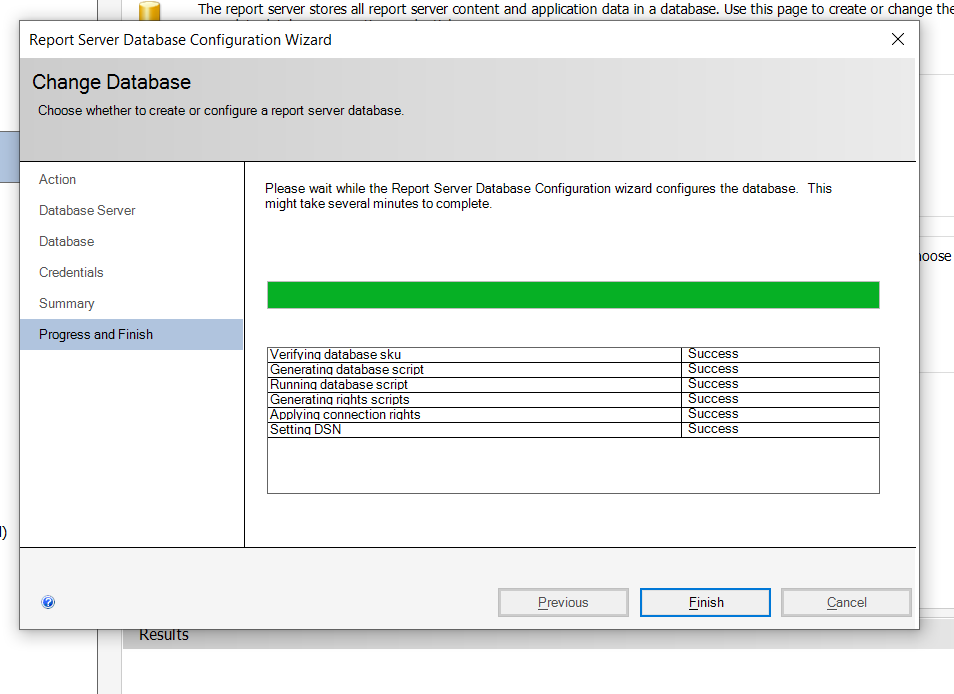 The report server stores all report server content and application data in a database. Use this page to create or change the
Report Server Database Configuration Wizard
Change Database
Choose whether to create or configure a report server database.
Action
Database Server
Database
Credentials
Summary
Progress and Finish
Please wait while the Report Server Database Configuration wizard configures the database. This
might take several minutes to complete.
Verifying database sku Success
Generating database script Success
Running database script Success
Generating rights scripts Success
Applying connection rights Success
Setting DSN Success
Previous Finish Cancel
Results